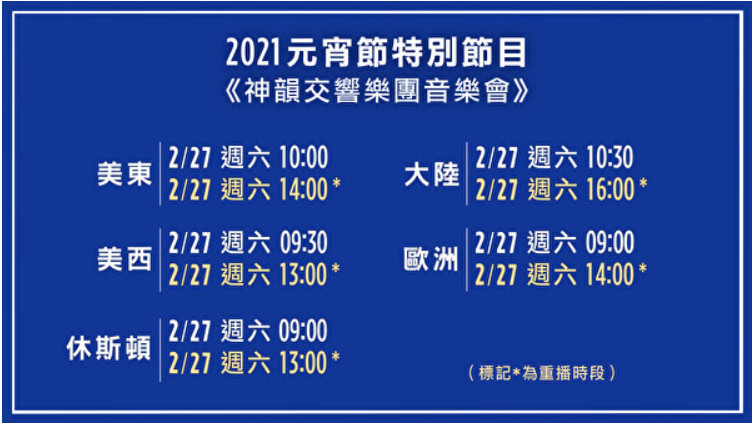 2021元宵節特別節目
《神韻交響樂團音樂會》
美東
2/27 週六 10:00
2/27 週六 14:00*
大陸
2/27 週六 10:30
2/27 週六 16:00*
美西
2/27 週六 09:30
2/27 週六 13:00*
歐洲
2/27 週六 09:00
2/27 週六 14:00*
休斯頓
2/27 週六 09:00
2/27 週六 13:00*
（標記*為重播時段）